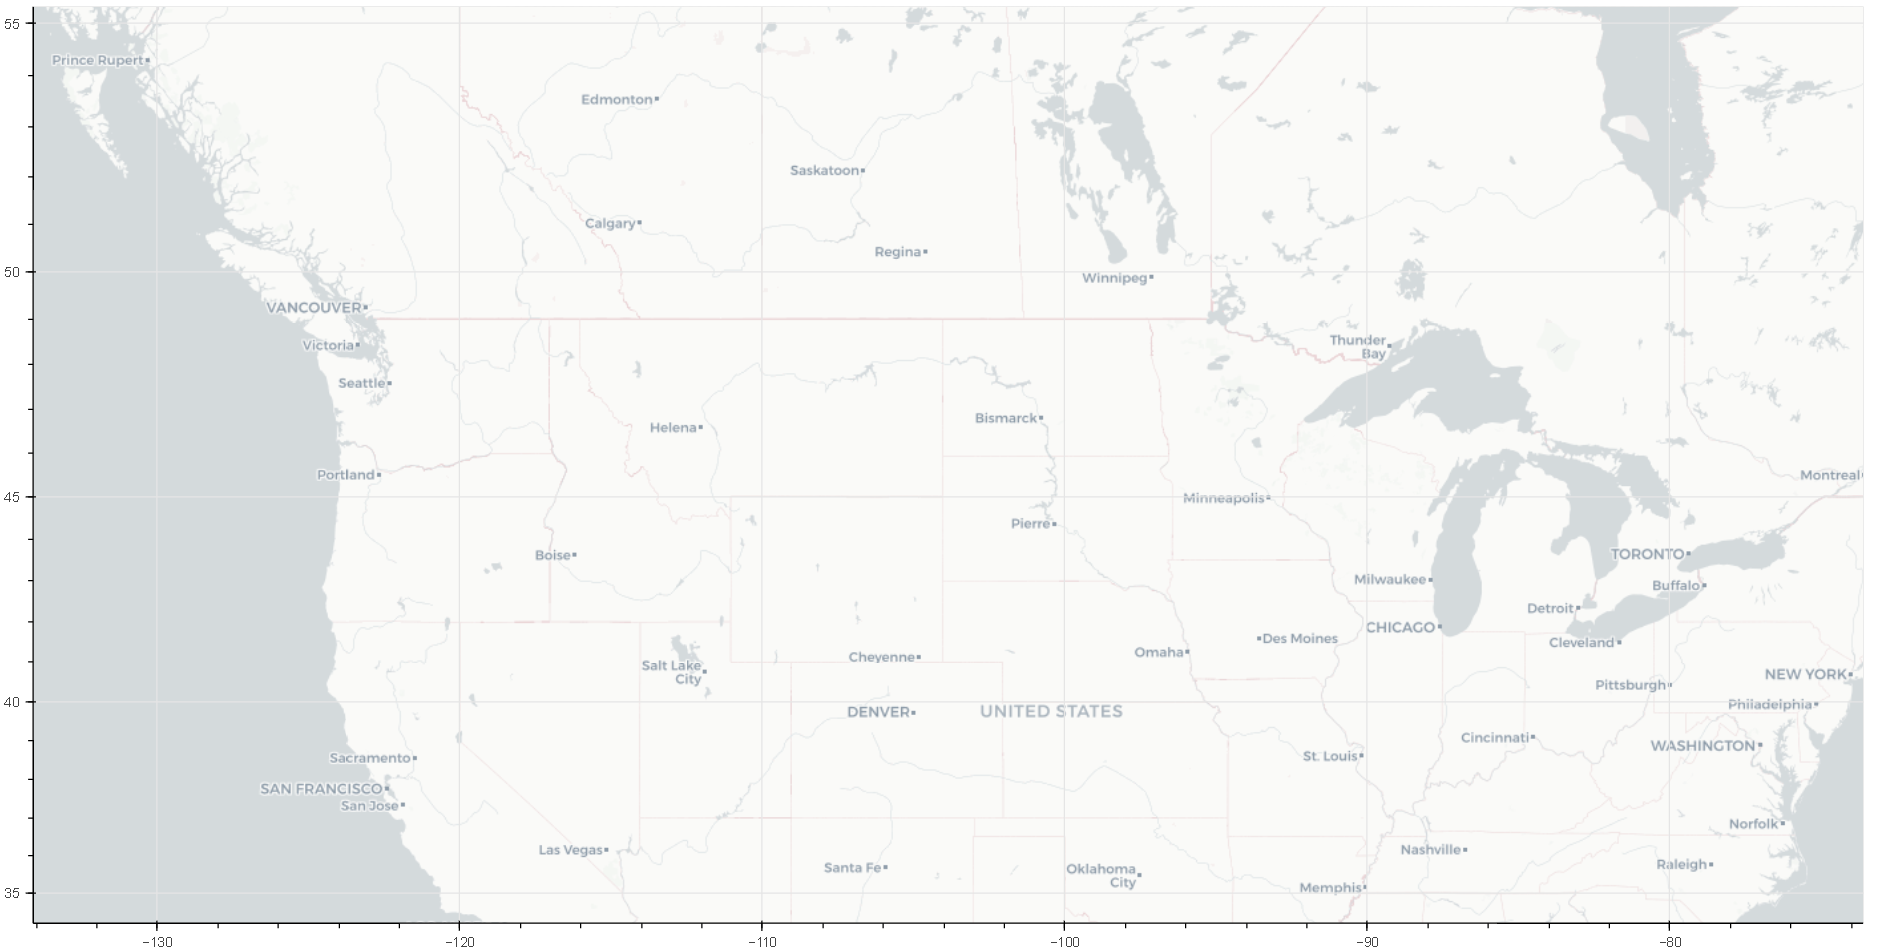 55
Prince Rupert
Edmonton
Saskatoon
Calgary
Regina
50
Winnipeg
VANCOUVER
Victoria
Thunder
Bay
Seattle
Bismarck
Helena
Portland
Montreal
45
Minneapolis
Pierre
Boise
TORONTO
Milwaukee
Buffalo
Detroit
CHICAGO
Des Moines
Cleveland
Omaha
Cheyenne
Salt Lake
City
NEW YORK
Pittsburgh
40
Philadelphia
DENVER
UNITED STATES
Cincinnati
WASHINGTON
St. Louis
Sacramento
SAN FRANCISCO
San Jose
Norfolk
Las Vegas
Nashville
Raleigh
Santa Fe
Oklahoma
City
Memphis
35
−130
−120
−110
−100
−90
−80